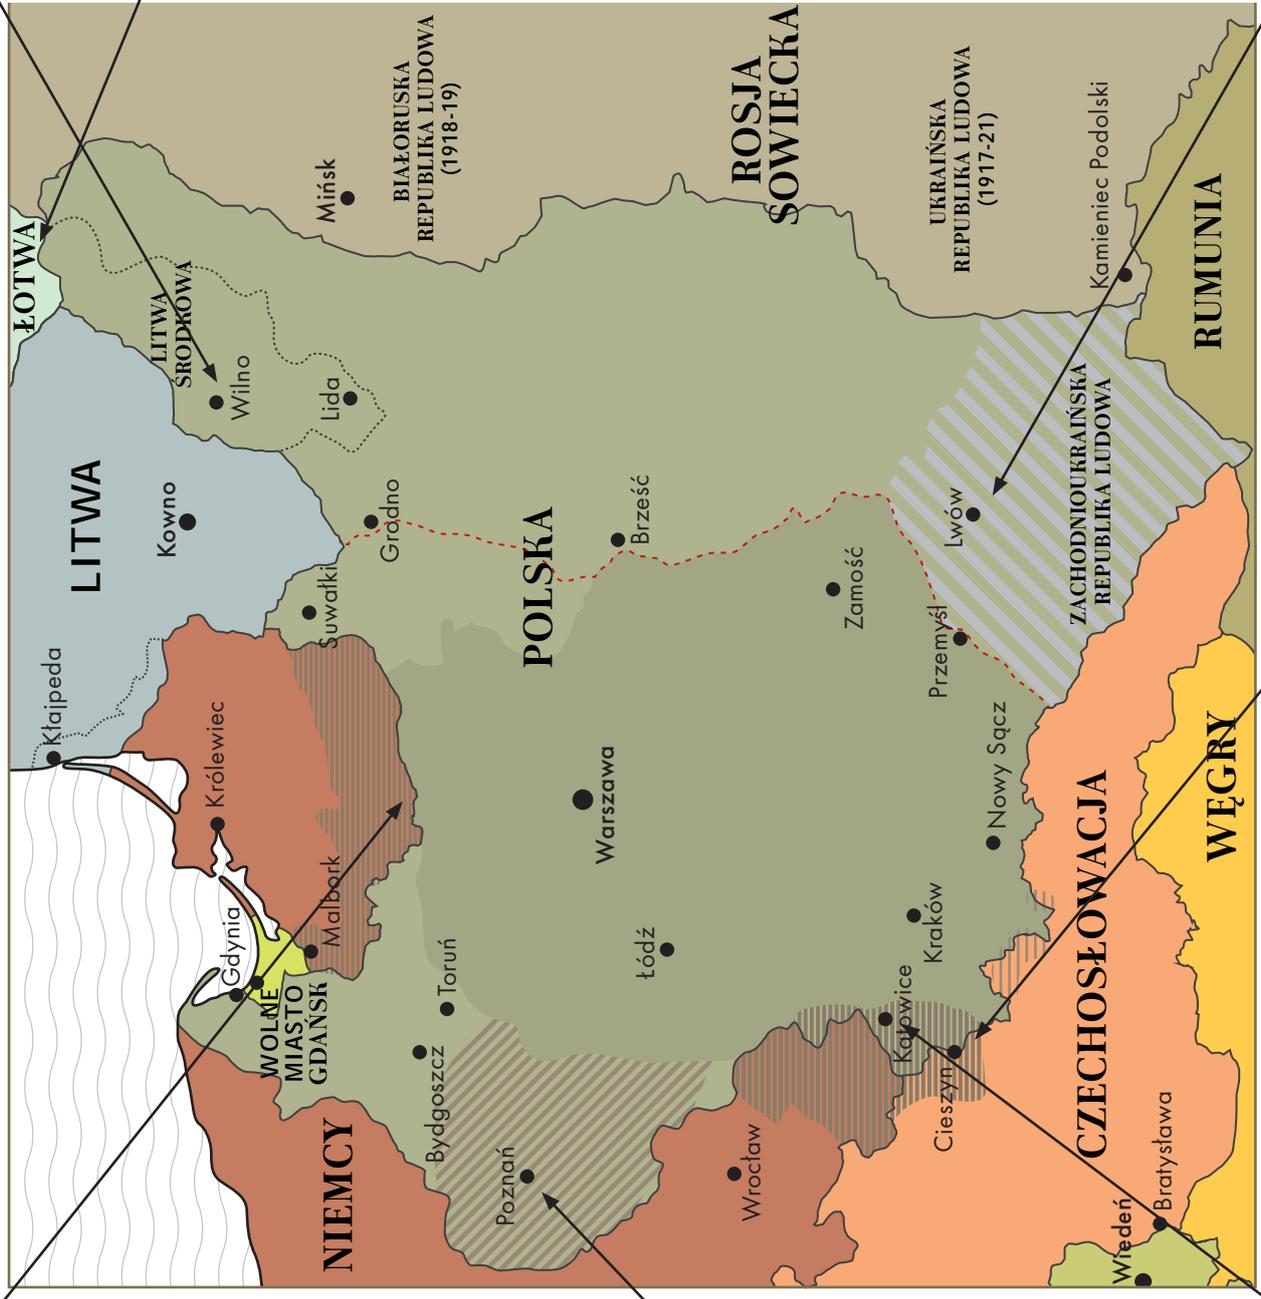 ŁOTWA
LITWA
ŚRODKOWA
Wilno
Lida
Mińsk
BIAŁORUSKA
REPUBLIKA LUDOWA
(1918-19)
ROSJA
SOWIECKA
UKRAIŃSKA
REPUBLIKA LUDOWA
(1917-21)
Kamieniec Podolski
RUMUNIA
LITWA
Kowno
Grodno
Suwałki
Kłajpeda
Królewiec
POLSKA
Brześć
Zamość
Lwów
Przemyśl
ZACHODNIOUKRAIŃSKA
REPUBLIKA LUDOWA
Gdynia
Malbork
WOLNE
MIASTO
GDAŃSK
Toruń
Bydgoszcz
Warszawa
Łódź
Nowy Sącz
Kraków
Katowice
Cieszyn
NIEMCY
Poznań
Wrocław
CZECHOSŁOWACJA
WĘGRY
Bratysława
Wiedeń